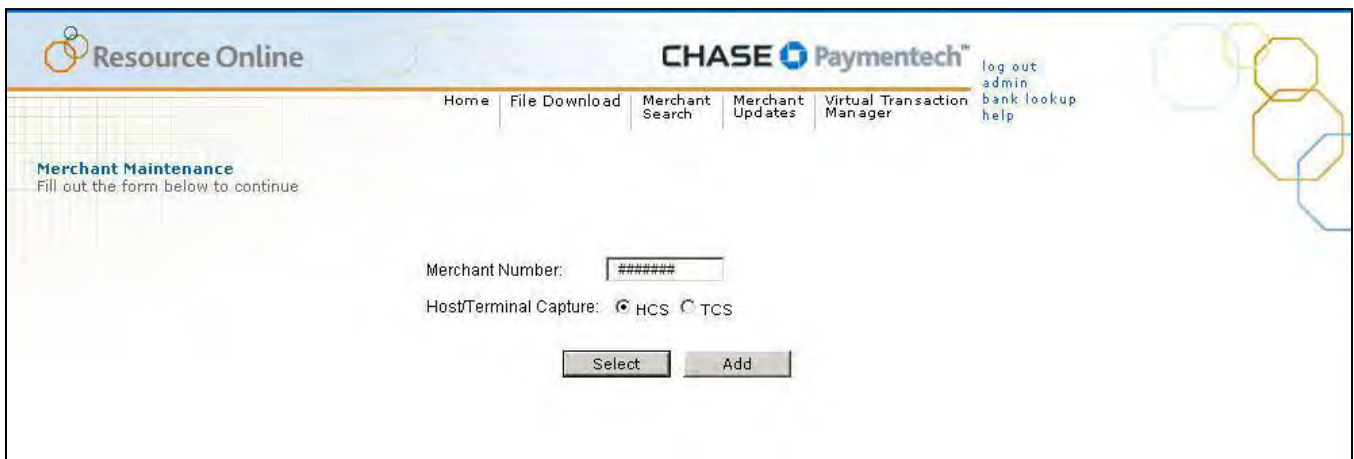 Resource Online
CHASE Paymentech™
log out
admin
bank lookup
help
Home
File Download
Merchant Search
Merchant Updates
Virtual Transaction Manager
Merchant Maintenance
Fill out the form below to continue
Merchant Number: #######
Host/Terminal Capture: HCS TCS
Select Add